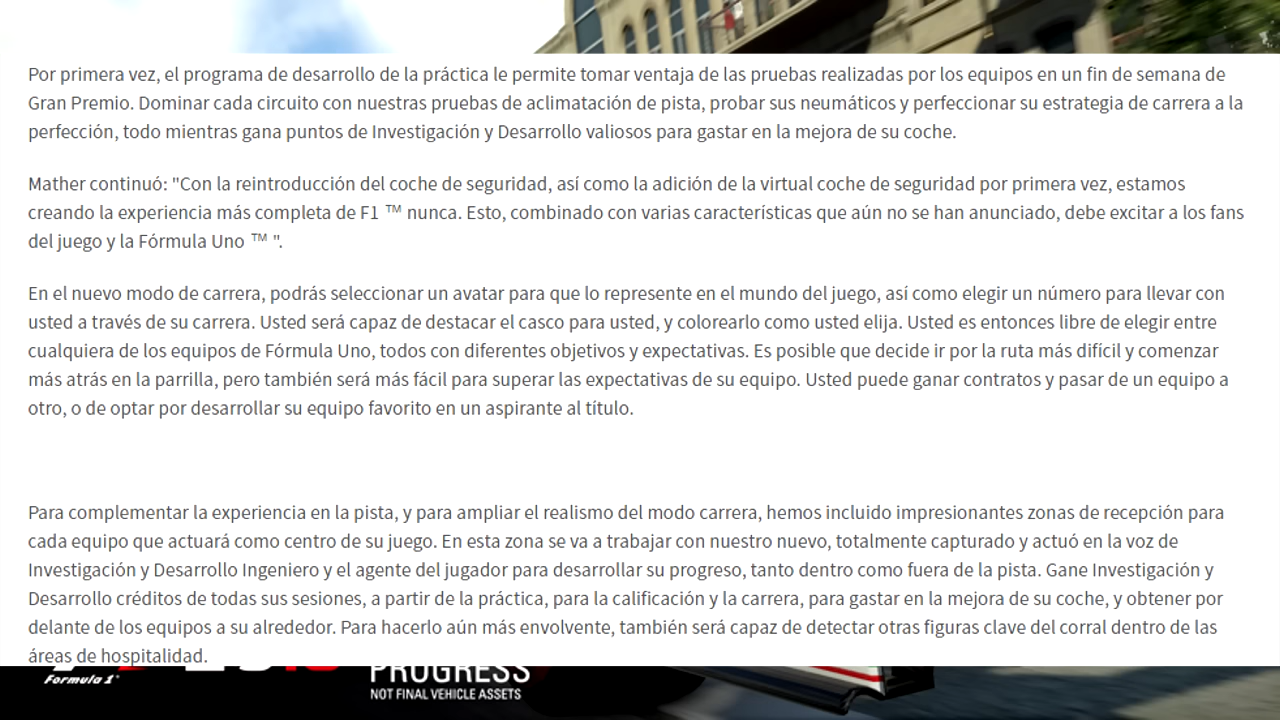 Por primera vez, el programa de desarrollo de la práctica le permite tomar ventaja de las pruebas realizadas por los equipos en un fin de semana de
Gran Premio. Dominar cada circuito con nuestras pruebas de aclimatación de pista, probar sus neumáticos y perfeccionar su estrategia de carrera a la
perfección, todo mientras gana puntos de Investigación y Desarrollo valiosos para gastar en la mejora de su coche.
Mather continuó: "Con la reintroducción del coche de seguridad, así como la adición de la virtual coche de seguridad por primera vez, estamos
creando la experiencia más completa de F1 ™ nunca. Esto, combinado con varias características que aún no se han anunciado, debe excitar a los fans
del juego y la Fórmula Uno ™ ".
En el nuevo modo de carrera, podrás seleccionar un avatar para que lo represente en el mundo del juego, así como elegir un número para llevar con
usted a través de su carrera. Usted será capaz de destacar el casco para usted, y colorearlo como usted elija. Usted es entonces libre de elegir entre
cualquiera de los equipos de Fórmula Uno, todos con diferentes objetivos y expectativas. Es posible que decide ir por la ruta más difícil y comenzar
más atrás en la parrilla, pero también será más fácil para superar las expectativas de su equipo. Usted puede ganar contratos y pasar de un equipo a
otro, o de optar por desarrollar su equipo favorito en un aspirante al título.
Para complementar la experiencia en la pista, y para ampliar el realismo del modo carrera, hemos incluido impresionantes zonas de recepción para
cada equipo que actuará como centro de su juego. En esta zona se va a trabajar con nuestro nuevo, totalmente capturado y actuó en la voz de
Investigación y Desarrollo Ingeniero y el agente del jugador para desarrollar su progreso, tanto dentro como fuera de la pista. Gane Investigación y
Desarrollo créditos de todas sus sesiones, a partir de la práctica, para la calificación y la carrera, para gastar en la mejora de su coche, y obtener por
delante de los equipos a su alrededor. Para hacerlo aún más envolvente, también será capaz de detectar otras figuras clave del corral dentro de las
áreas de hospitalidad.
PROGRESS
Formula 1
NOT FINAL VEHICLE ASSETS